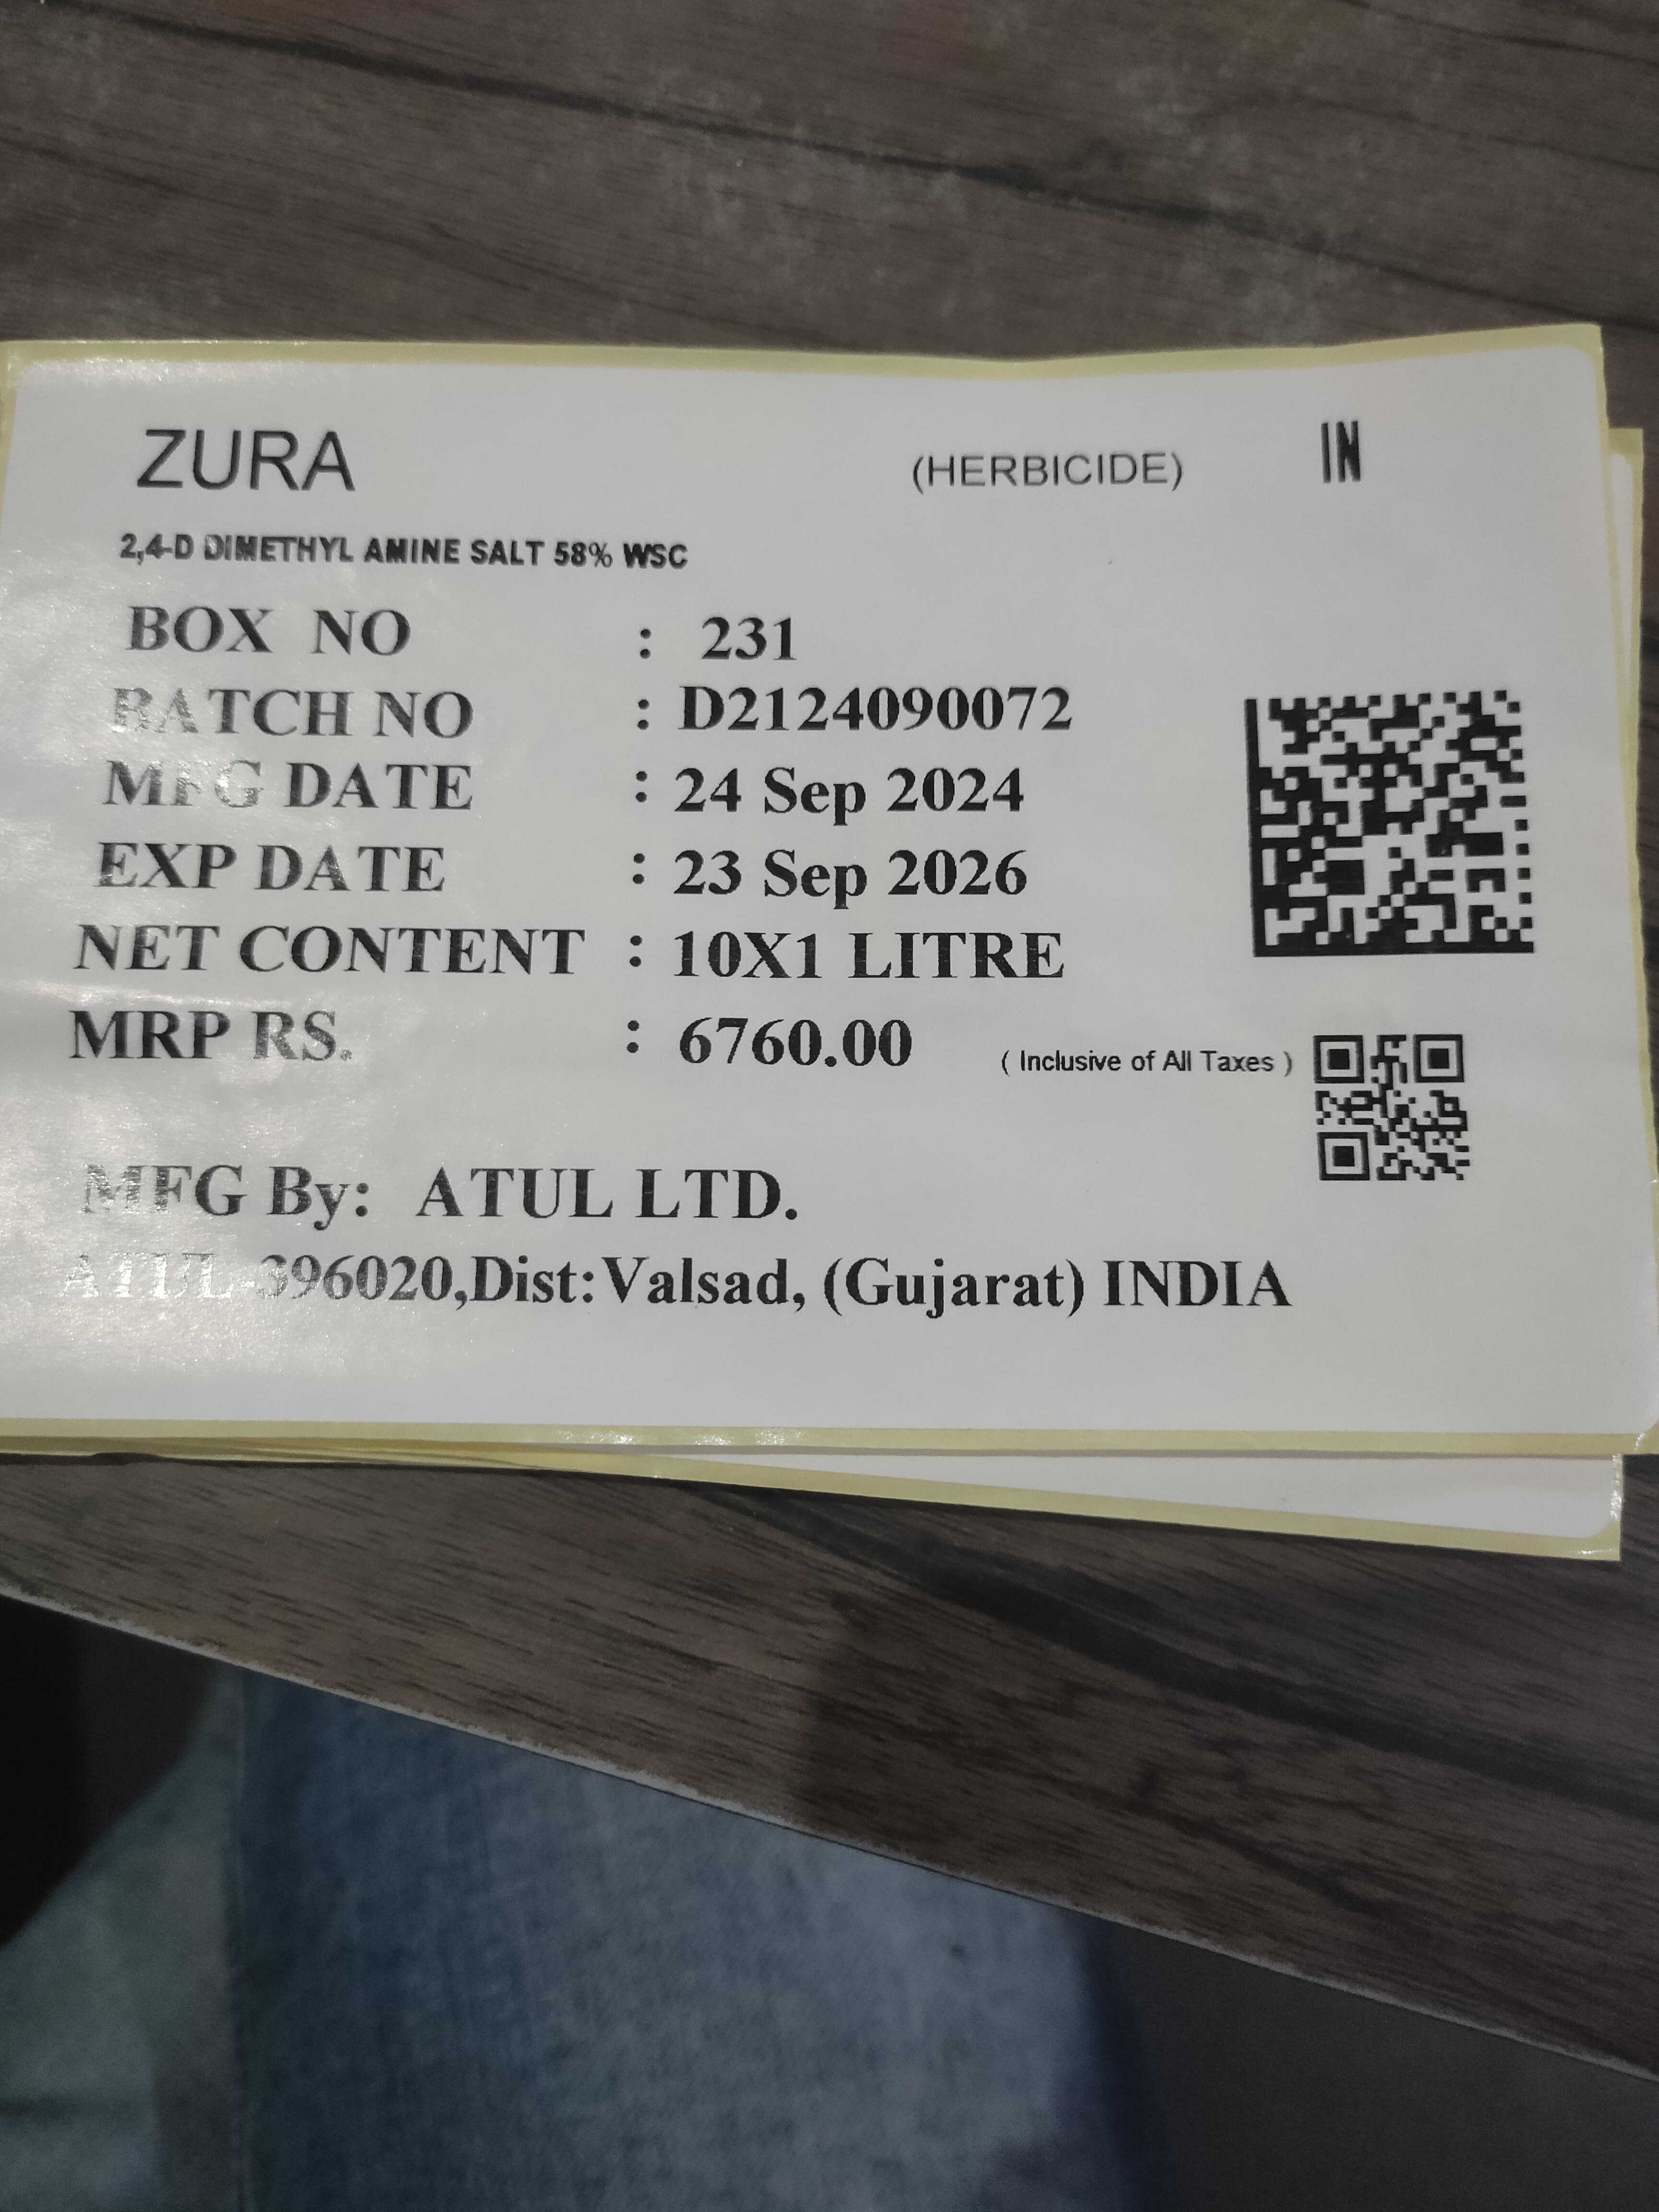 ZURA (HERBICIDE) IN
2,4-D DIMETHYL AMINE SALT 58% WSC
BOX NO : 231
BATCH NO : D2124090072
MFG DATE : 24 Sep 2024
EXP DATE : 23 Sep 2026
NET CONTENT : 10X1 LITRE
MRP RS. : 6760.00 ( Inclusive of All Taxes )
MFG By: ATUL LTD.
ATUL-396020,Dist:Valsad, (Gujarat) INDIA